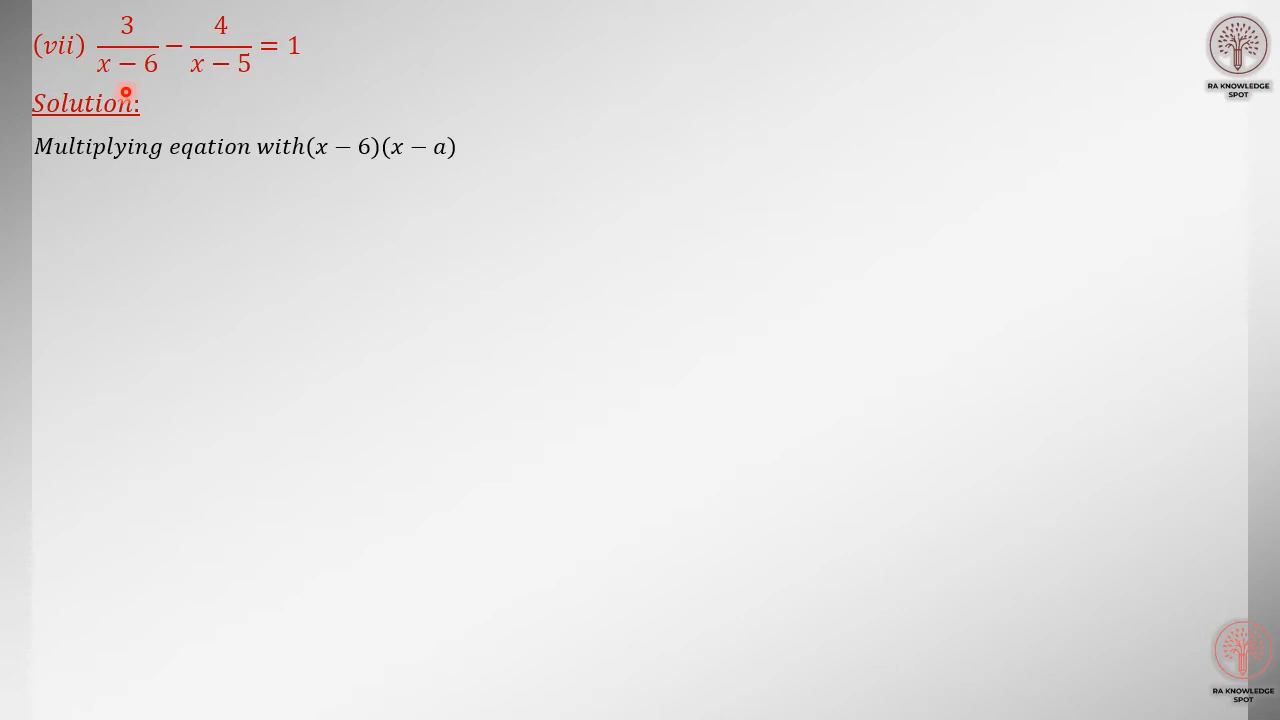 (vii) 3/(x − 6) − 4/(x − 5) = 1
Solution:
Multiplying eqation with(x − 6)(x − a)
RA KNOWLEDGE
SPOT
RA KNOWLEDGE
SPOT